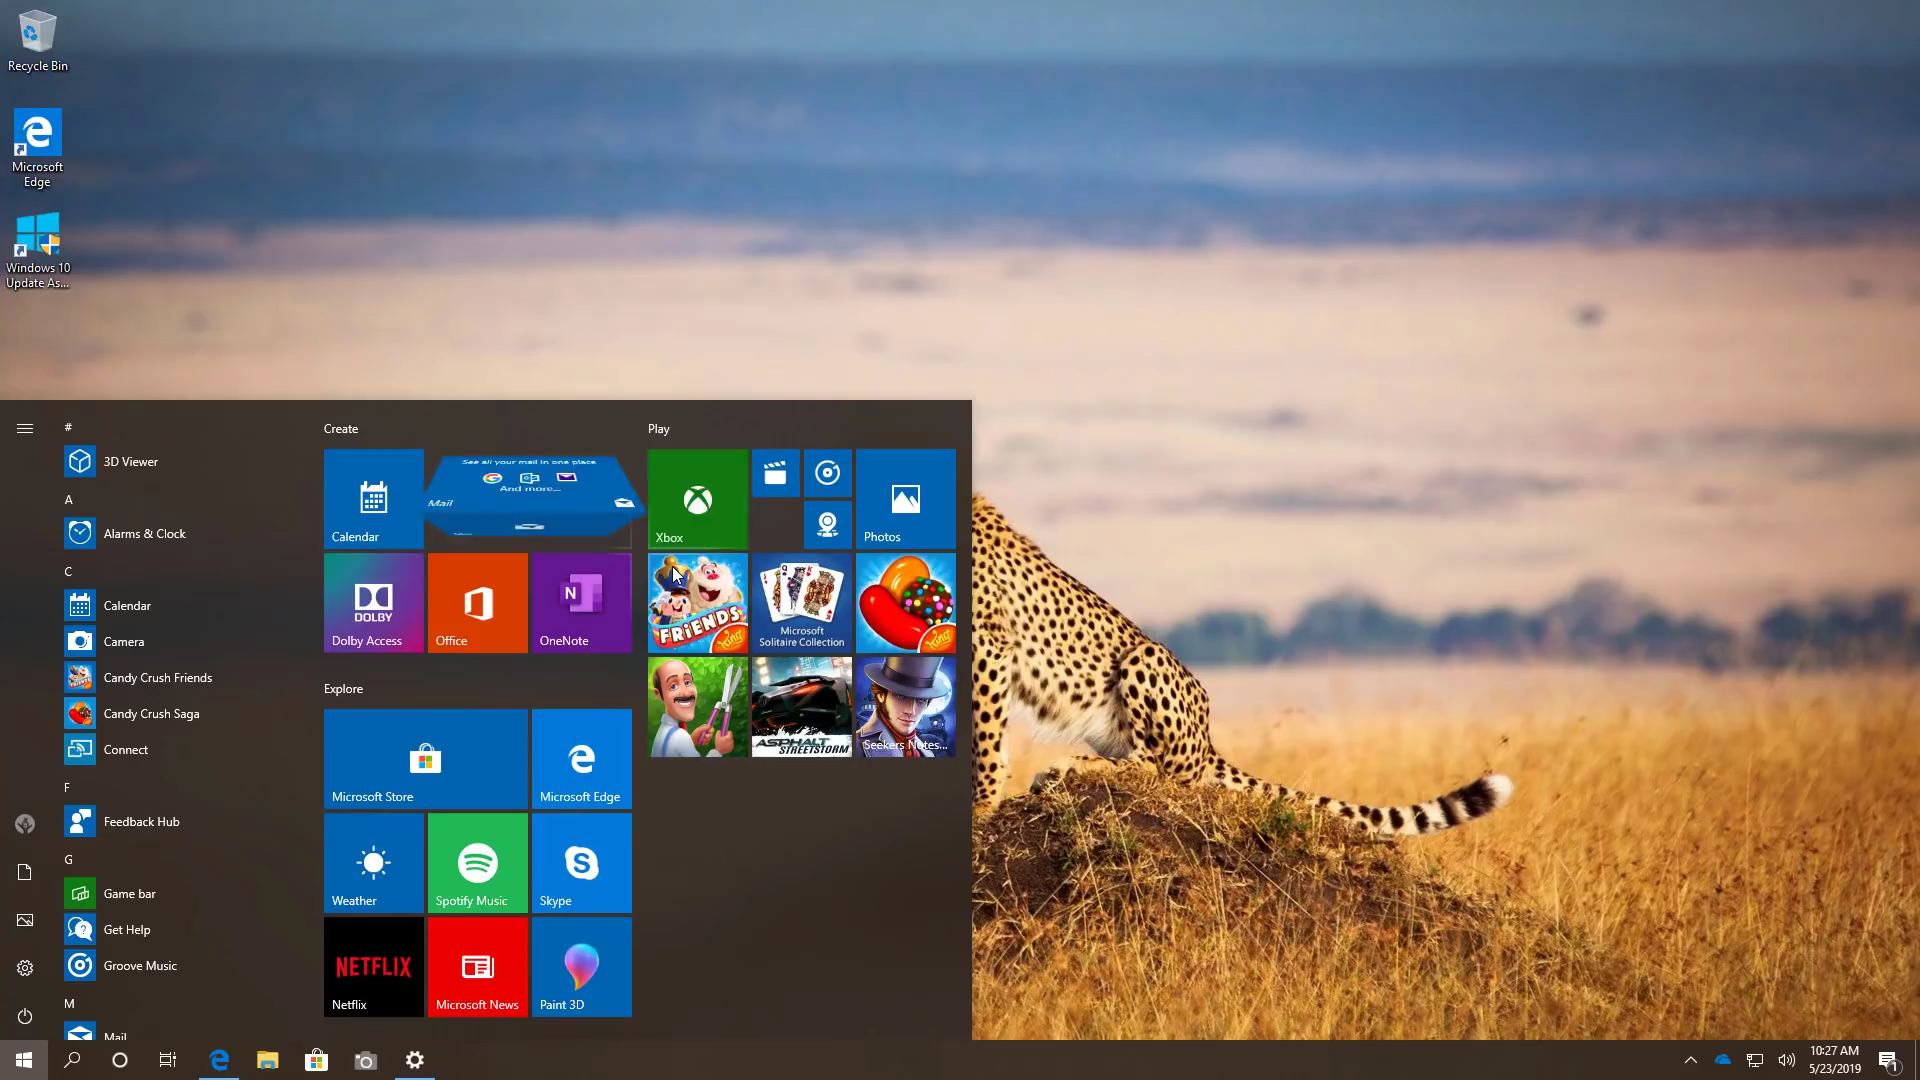 Recycle Bin
Microsoft
Edge
Windows 10
Update As...
#
3D Viewer
A
Alarms & Clock
C
Calendar
Camera
Candy Crush Friends
Candy Crush Saga
Connect
F
Feedback Hub
G
Game bar
Get Help
Groove Music
M
Mail
Create
Calendar
See all your mail in one place
And more...
Mail
DOLBY
Dolby Access
Office
N
OneNote
Explore
Microsoft Store
Microsoft Edge
Weather
Spotify Music
Skype
NETFLIX
Netflix
Microsoft News
Paint 3D
Play
Xbox
Photos
FRIENDS
King
Microsoft
Solitaire Collection
King
ASPHALT
STREETSTORM
Seekers Notes...
10:27 AM
5/23/2019
1